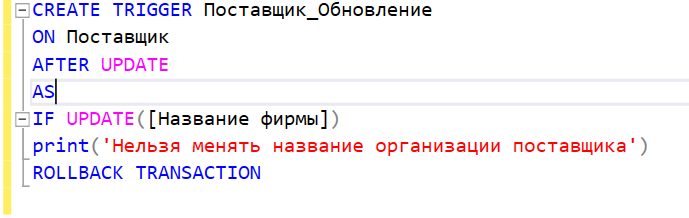 CREATE TRIGGER Поставщик_Обновление
ON Поставщик
AFTER UPDATE
AS
IF UPDATE([Название фирмы])
print('Нельзя менять название организации поставщика')
ROLLBACK TRANSACTION